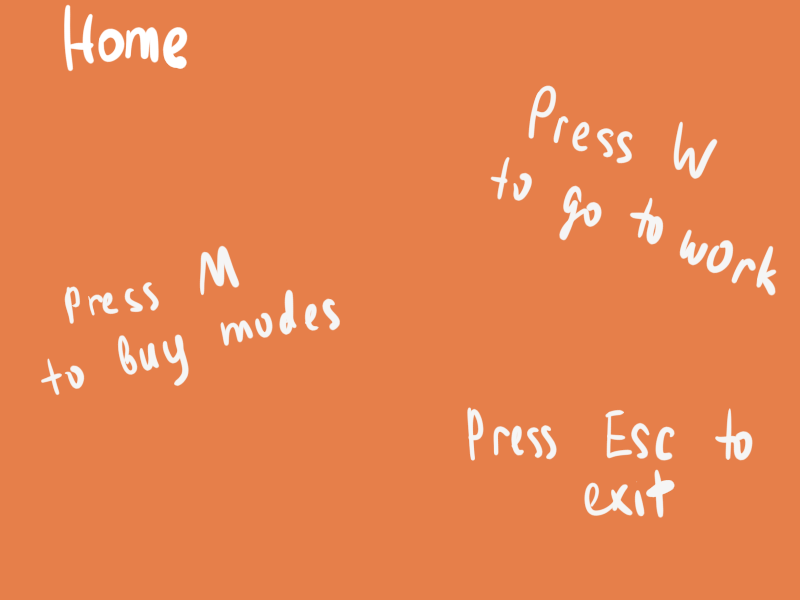 Home
Press W
to go to work
Press M
to buy modes
Press Esc to
exit